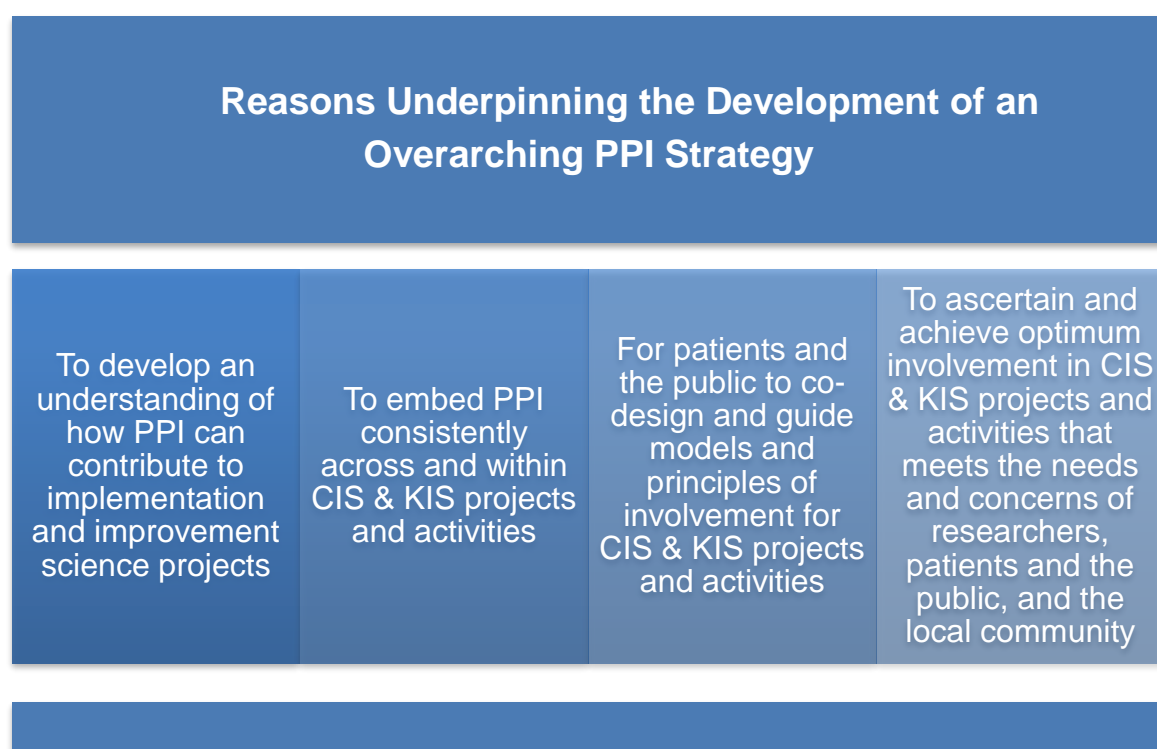 Reasons Underpinning the Development of an
Overarching PPI Strategy
To develop an
understanding of
how PPI can
contribute to
implementation
and improvement
science projects
To embed PPI
consistently
across and within
CIS & KIS projects
and activities
For patients and
the public to co-
design and guide
models and
principles of
involvement for
CIS & KIS projects
and activities
To ascertain and
achieve optimum
involvement in CIS
& KIS projects and
activities that
meets the needs
and concerns of
researchers,
patients and the
public, and the
local community